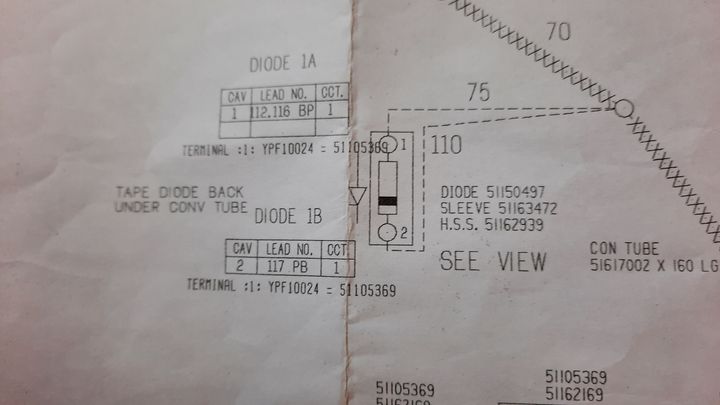 70
DIODE 1A
CAV LEAD NO. CCT.
1 112.116 BP 1
75
TERMINAL :1: YPF10024 = 51105369
1
110
TAPE DIODE BACK
UNDER CONV TUBE
DIODE 51150497
SLEEVE 51163472
H.S.S. 51162939
DIODE 1B
2
CAV LEAD NO. CCT
2 117 PB 1
SEE VIEW
CON TUBE
51617002 X 160 LG
TERMINAL :1: YPF10024 = 51105369
51105369
51162169
51105369
51162169